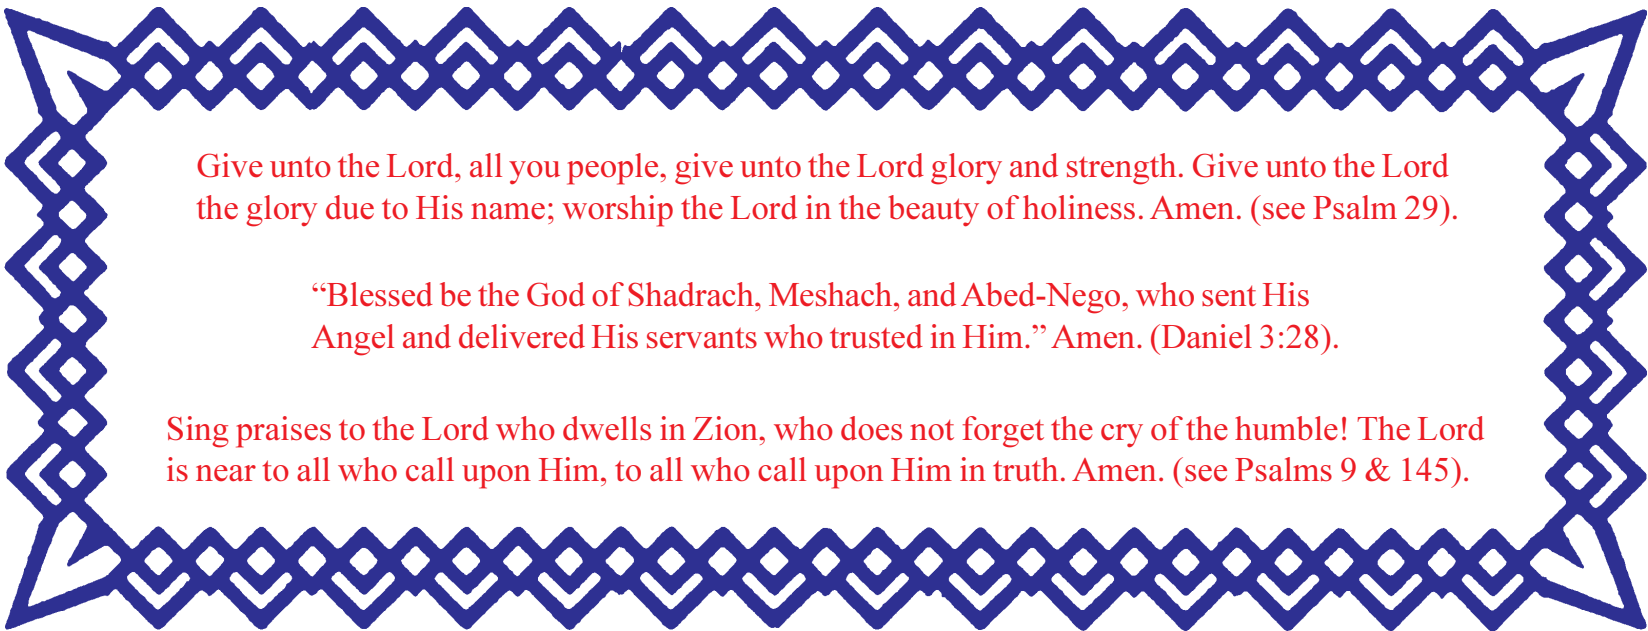 Give unto the Lord, all you people, give unto the Lord glory and strength. Give unto the Lord
the glory due to His name; worship the Lord in the beauty of holiness. Amen. (see Psalm 29).
“Blessed be the God of Shadrach, Meshach, and Abed-Nego, who sent His
Angel and delivered His servants who trusted in Him.” Amen. (Daniel 3:28).
Sing praises to the Lord who dwells in Zion, who does not forget the cry of the humble! The Lord
is near to all who call upon Him, to all who call upon Him in truth. Amen. (see Psalms 9 & 145).